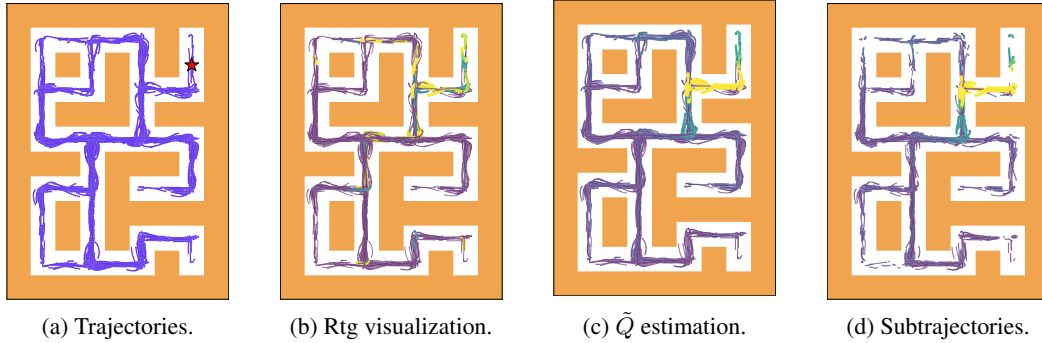 (a) Trajectories.
(b) Rtg visualization.
(c) Q̃ estimation.
(d) Subtrajectories.